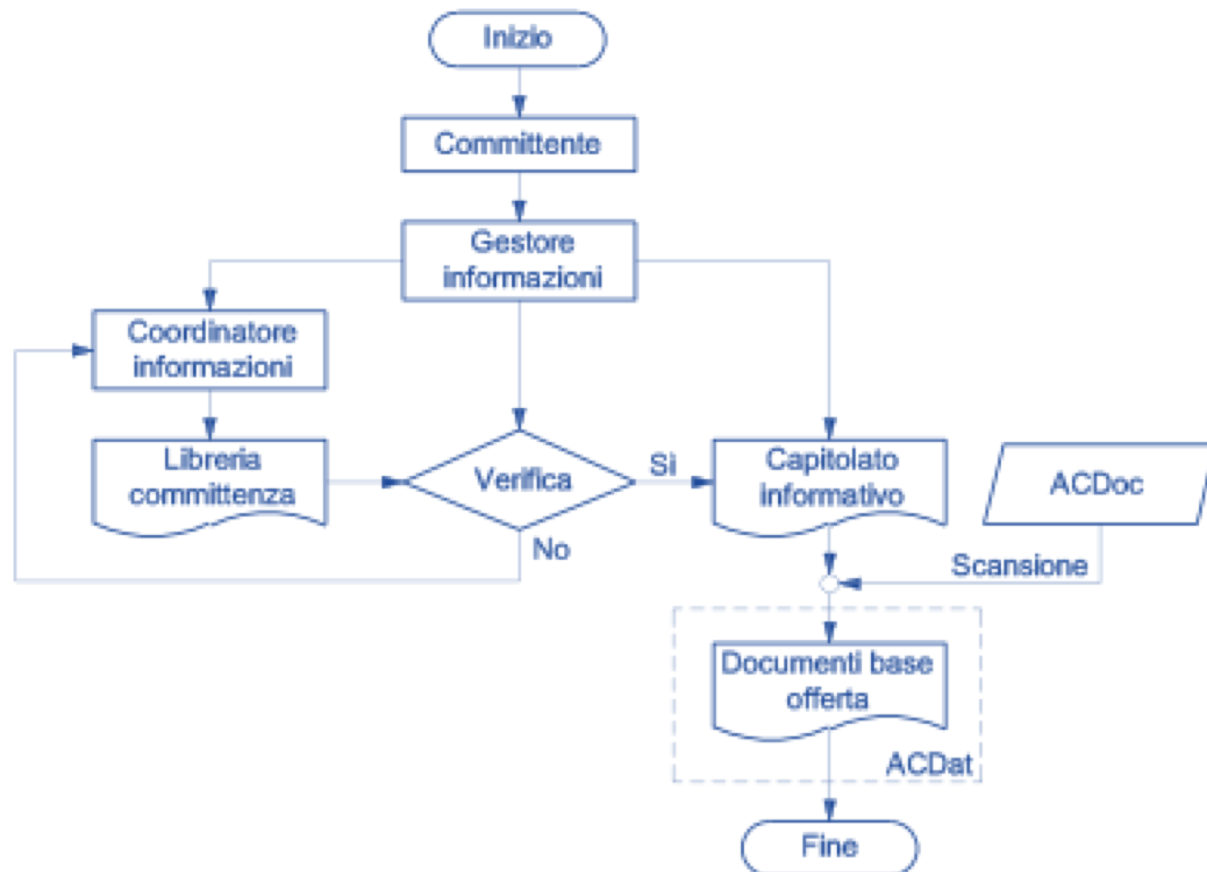 Inizio
Committente
Gestore
informazioni
Coordinatore
informazioni
Libreria
committenza
Verifica
Sì
No
Capitolato
informativo
ACDoc
Scansione
Documenti base
offerta
ACDat
Fine